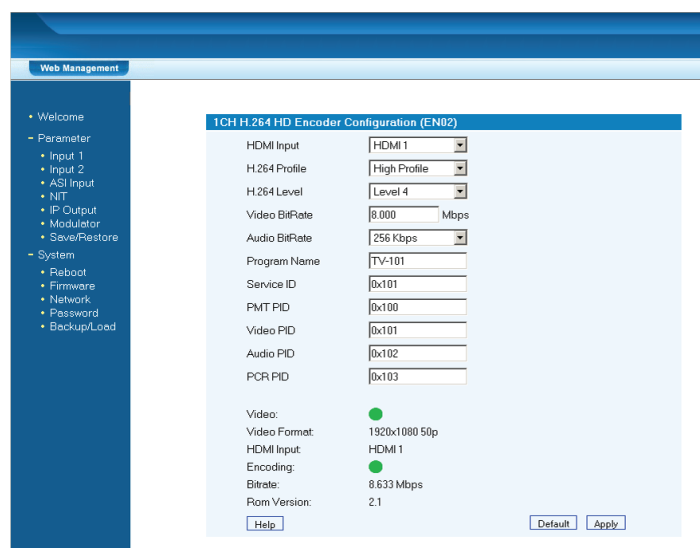 Web Management
• Welcome
- Parameter
• Input 1
• Input 2
• ASI Input
• NIT
• IP Output
• Modulator
• Save/Restore
- System
• Reboot
• Firmware
• Network
• Password
• Backup/Load
1CH H.264 HD Encoder Configuration (EN02)
HDMI Input HDMI 1
H.264 Profile High Profile
H.264 Level Level 4
Video BitRate 8.000 Mbps
Audio BitRate 256 Kbps
Program Name TV-101
Service ID 0x101
PMT PID 0x100
Video PID 0x101
Audio PID 0x102
PCR PID 0x103
Video:
Video Format: 1920x1080 50p
HDMI Input: HDMI 1
Encoding:
Bitrate: 8.633 Mbps
Rom Version: 2.1
Help Default Apply